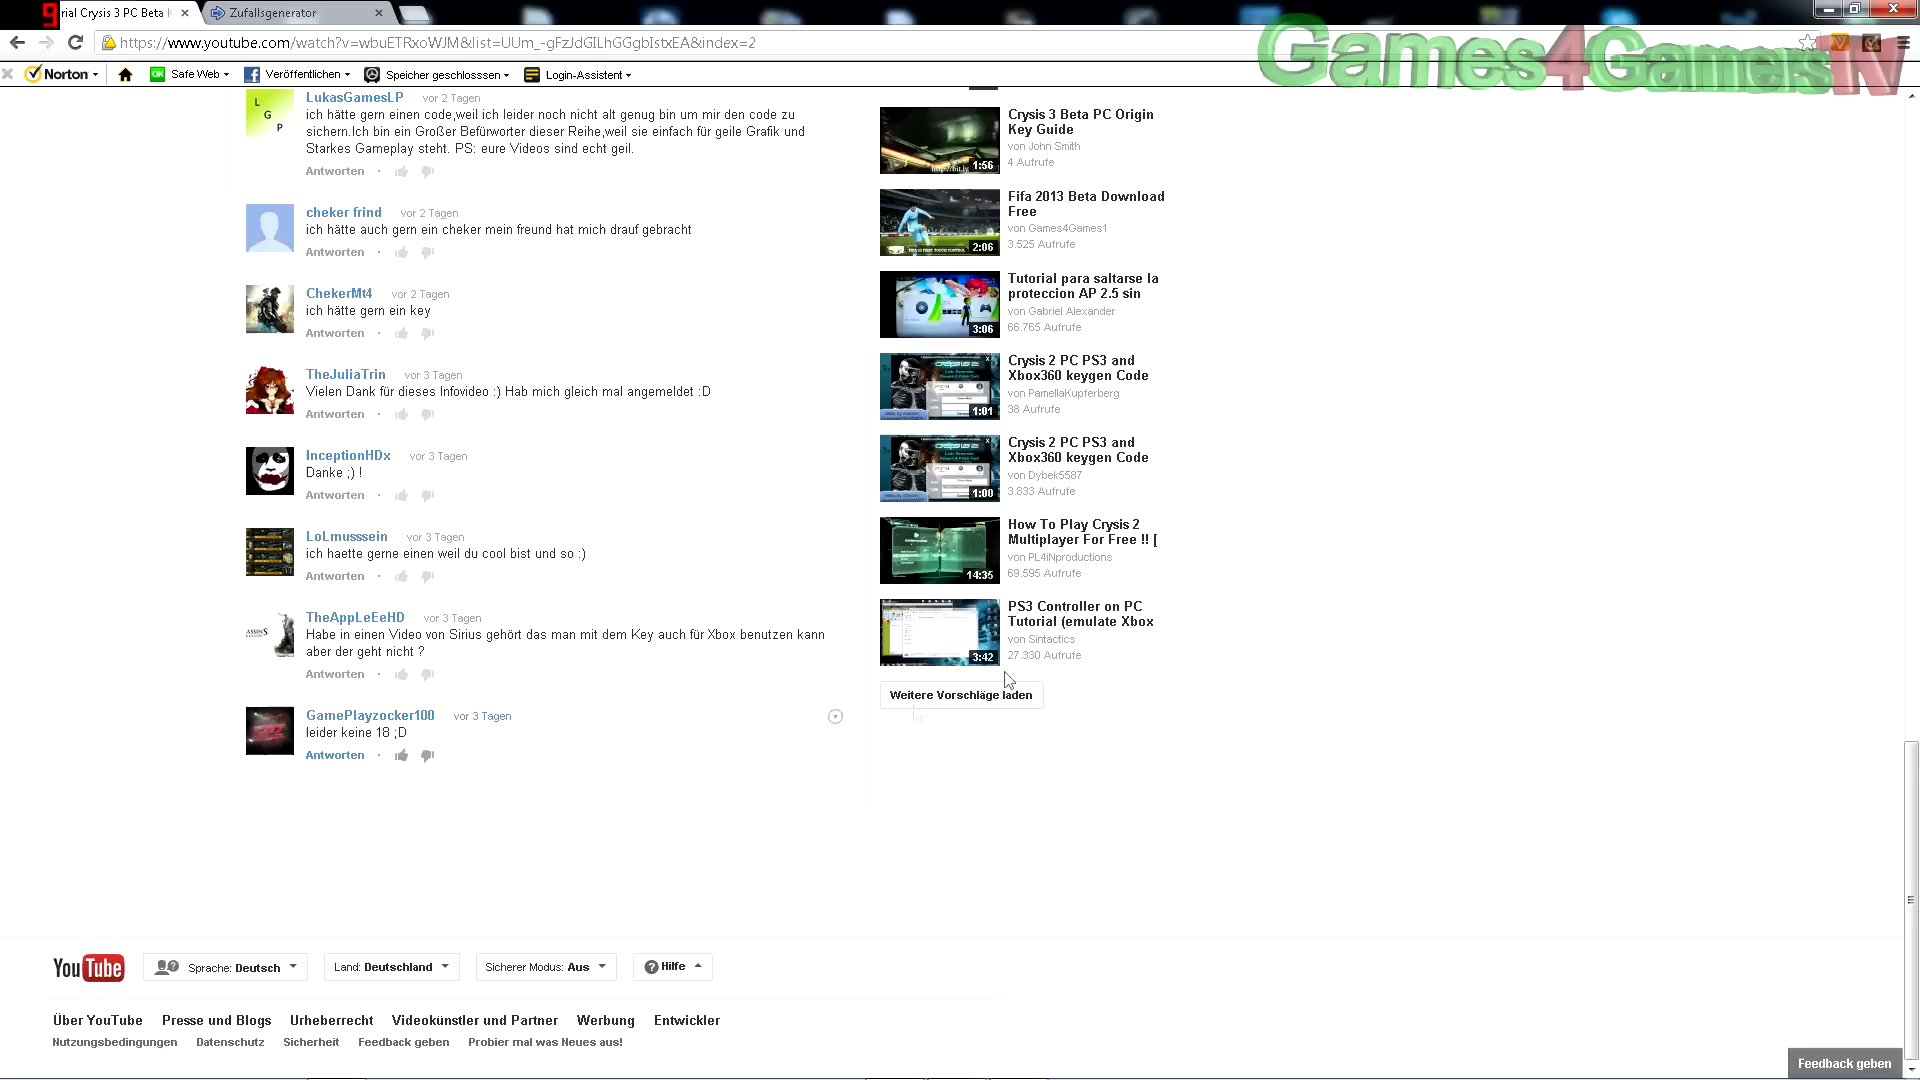 9
rial Crysis 3 PC Beta K
Zufallsgenerator
https://www.youtube.com/watch?v=wbuETRxoWJM&list=UUm_-gFzJdGILhGGgbIstxEA&index=2
Games4GamersTV
Norton
OK Safe Web
Veröffentlichen
Speicher geschlosssen
Login-Assistent
L
G
P
LukasGamesLP vor 2 Tagen
ich hätte gern einen code,weil ich leider noch nicht alt genug bin um mir den code zu
sichern.Ich bin ein Großer Befürworter dieser Reihe,weil sie einfach für geile Grafik und
Starkes Gameplay steht. PS: eure Videos sind echt geil.
Antworten ·
cheker frind vor 2 Tagen
ich hätte auch gern ein cheker mein freund hat mich drauf gebracht
Antworten ·
ChekerMt4 vor 2 Tagen
ich hätte gern ein key
Antworten ·
TheJuliaTrin vor 3 Tagen
Vielen Dank für dieses Infovideo :) Hab mich gleich mal angemeldet :D
Antworten ·
InceptionHDx vor 3 Tagen
Danke ;) !
Antworten ·
LoLmusssein vor 3 Tagen
ich haette gerne einen weil du cool bist und so :)
Antworten ·
TheAppLeEeHD vor 3 Tagen
Habe in einen Video von Sirius gehört das man mit dem Key auch für Xbox benutzen kann
aber der geht nicht ?
Antworten ·
GamePlayzocker100 vor 3 Tagen
leider keine 18 ;D
Antworten ·
Crysis 3 Beta PC Origin
Key Guide
von John Smith
4 Aufrufe
1:56
Fifa 2013 Beta Download
Free
von Games4Games1
3.525 Aufrufe
2:06
Tutorial para saltarse la
proteccion AP 2.5 sin
von Gabriel Alexander
66.765 Aufrufe
3:06
Crysis 2 PC PS3 and
Xbox360 keygen Code
von PamellaKupferberg
38 Aufrufe
1:01
Crysis 2 PC PS3 and
Xbox360 keygen Code
von Dybek5587
3.833 Aufrufe
1:00
How To Play Crysis 2
Multiplayer For Free !! [
von PL4iNproductions
69.595 Aufrufe
14:35
PS3 Controller on PC
Tutorial (emulate Xbox
von Sintactics
27.330 Aufrufe
3:42
Weitere Vorschläge laden
YouTube
Sprache: Deutsch
Land: Deutschland
Sicherer Modus: Aus
Hilfe
Über YouTube Presse und Blogs Urheberrecht Videokünstler und Partner Werbung Entwickler
Nutzungsbedingungen Datenschutz Sicherheit Feedback geben Probier mal was Neues aus!
Feedback geben